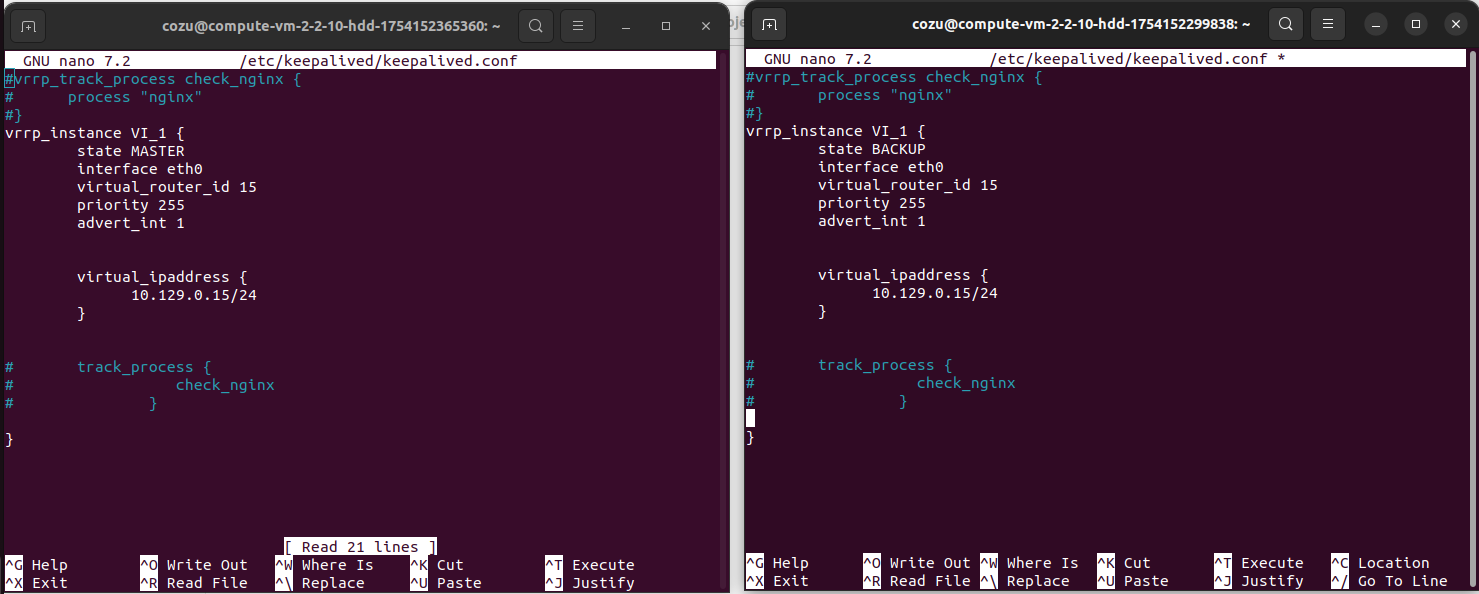 cozu@compute-vm-2-2-10-hdd-1754152365360: ~
GNU nano 7.2 /etc/keepalived/keepalived.conf
#vrrp_track_process check_nginx {
# process "nginx"
#}
vrrp_instance VI_1 {
state MASTER
interface eth0
virtual_router_id 15
priority 255
advert_int 1
virtual_ipaddress {
10.129.0.15/24
}
# track_process {
# check_nginx
# }
}
[ Read 21 lines ]
^G Help ^O Write Out ^W Where Is ^K Cut ^T Execute
^X Exit ^R Read File ^\ Replace ^U Paste ^J Justify
cozu@compute-vm-2-2-10-hdd-1754152299838: ~
GNU nano 7.2 /etc/keepalived/keepalived.conf *
#vrrp_track_process check_nginx {
# process "nginx"
#}
vrrp_instance VI_1 {
state BACKUP
interface eth0
virtual_router_id 15
priority 255
advert_int 1
virtual_ipaddress {
10.129.0.15/24
}
# track_process {
# check_nginx
# }
}
^G Help ^O Write Out ^W Where Is ^K Cut ^T Execute ^C Location
^X Exit ^R Read File ^\ Replace ^U Paste ^J Justify ^/ Go To Line